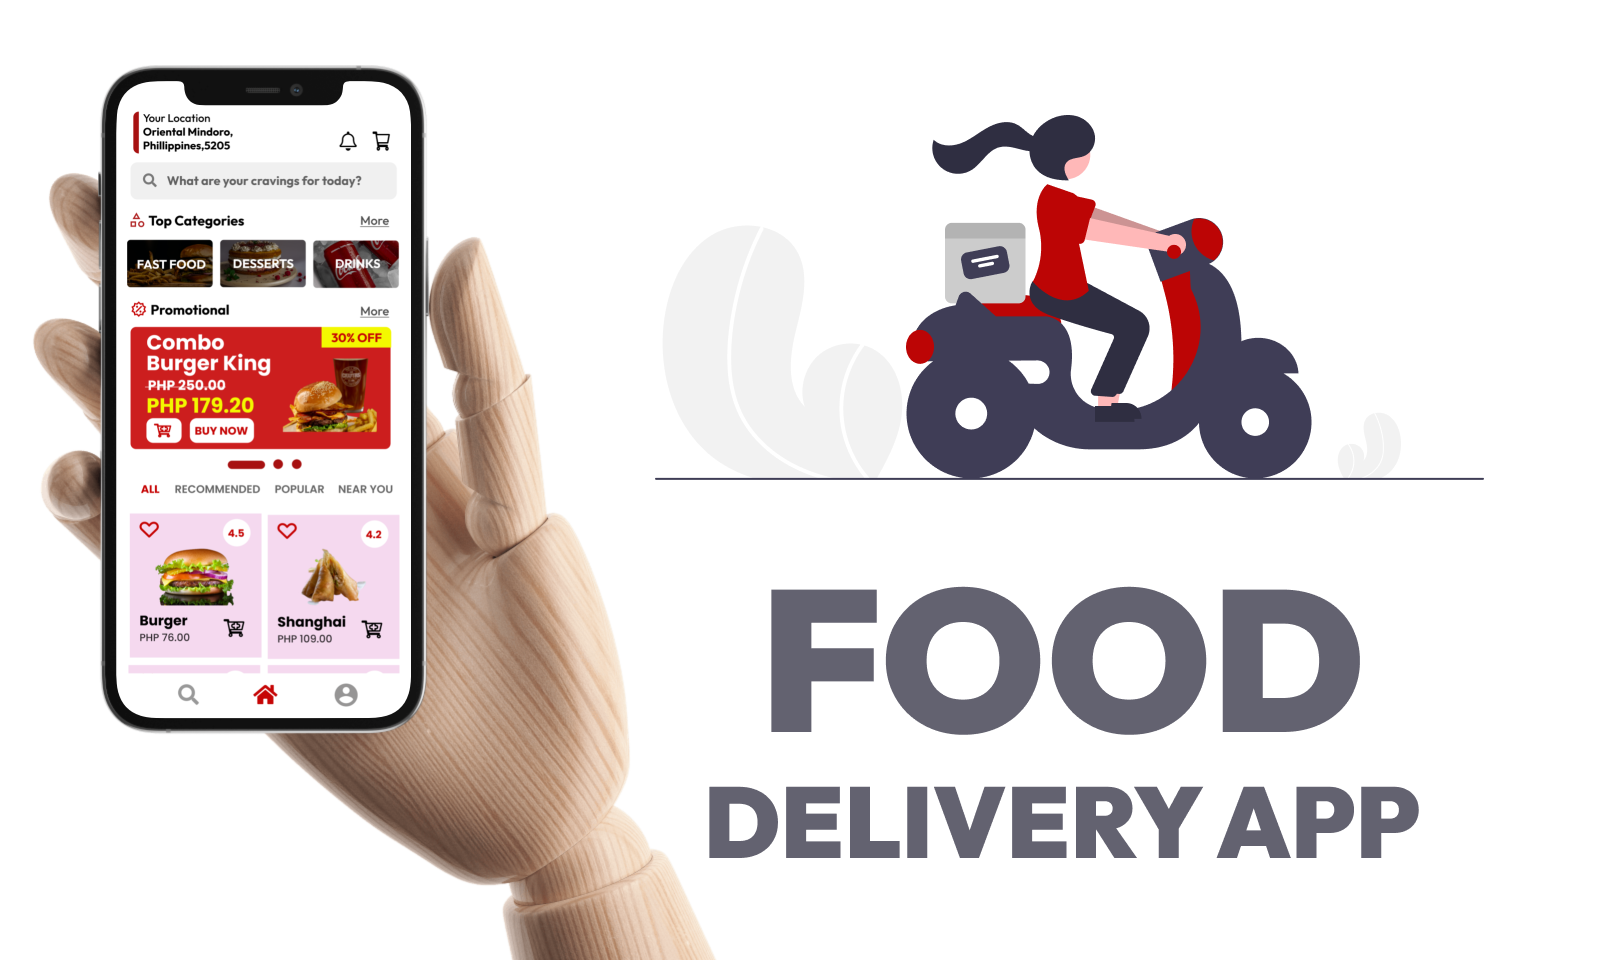 Your Location
Oriental Mindoro,
Phillippines,5205
What are your cravings for today?
Top Categories
More
FAST FOOD
DESSERTS
DRINKS
Promotional
More
Combo
Burger King
30% OFF
PHP 250.00
PHP 179.20
BUY NOW
ALL
RECOMMENDED
POPULAR
NEAR YOU
4.5
4.2
Burger
PHP 76.00
Shanghai
PHP 109.00
FOOD
DELIVERY APP